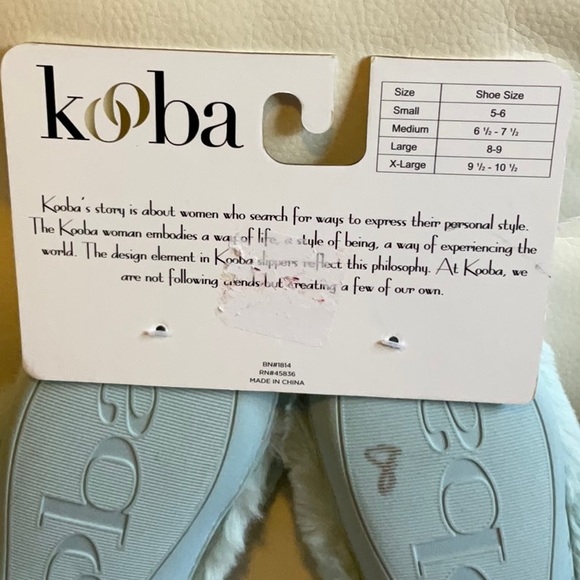 kooba
Size Shoe Size
Small 5-6
Medium 6 ½ - 7 ½
Large 8-9
X-Large 9 ½ - 10 ½
Kooba's story is about women who search for ways to express their personal style.
The Kooba woman embodies a way of life, a style of being, a way of experiencing the
world. The design element in Kooba slippers reflect this philosophy. At Kooba, we
are not following trends but creating a few of our own.
BN#1814
RN#45836
MADE IN CHINA